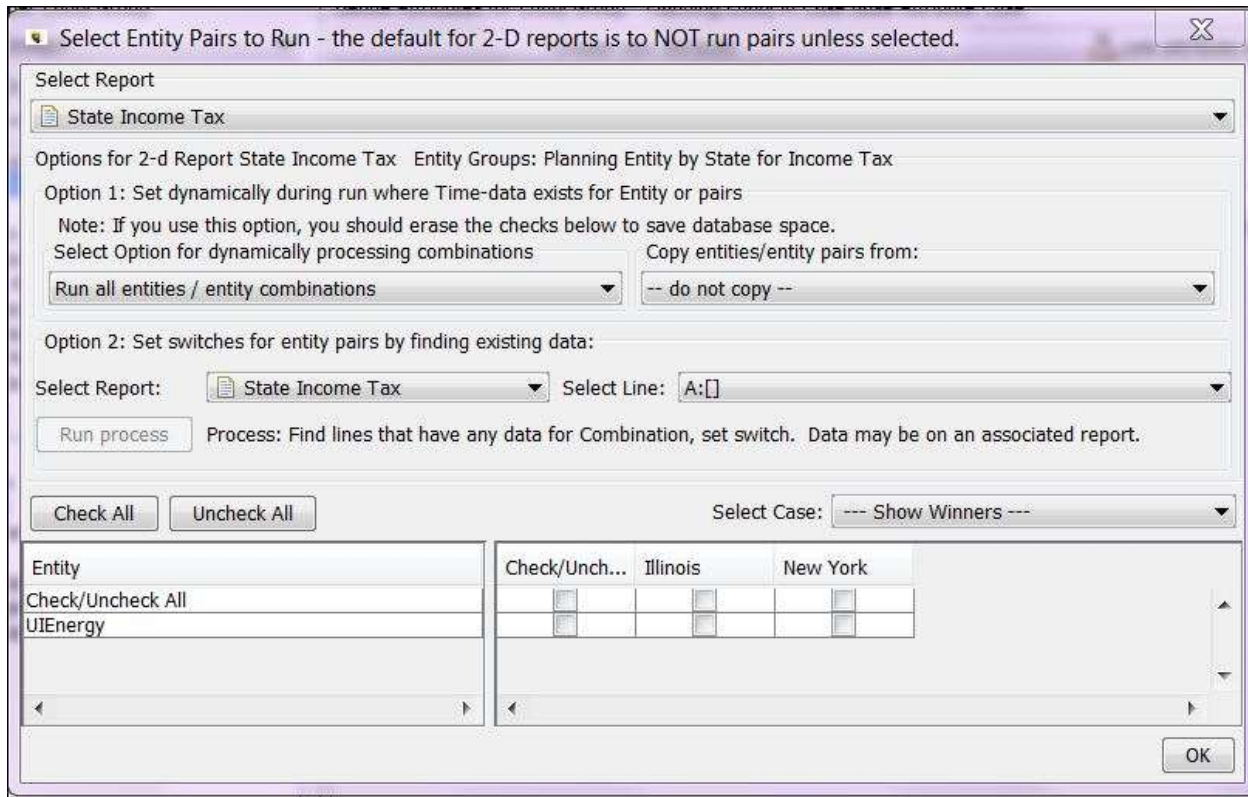 Select Entity Pairs to Run - the default for 2-D reports is to NOT run pairs unless selected.
Select Report
State Income Tax
Options for 2-d Report State Income Tax Entity Groups: Planning Entity by State for Income Tax
Option 1: Set dynamically during run where Time-data exists for Entity or pairs
Note: If you use this option, you should erase the checks below to save database space.
Select Option for dynamically processing combinations Copy entities/entity pairs from:
Run all entities / entity combinations -- do not copy --
Option 2: Set switches for entity pairs by finding existing data:
Select Report: State Income Tax Select Line: A:[]
Run process Process: Find lines that have any data for Combination, set switch. Data may be on an associated report.
Check All Uncheck All Select Case: --- Show Winners ---
Entity Check/Unch... Illinois New York
Check/Uncheck All
UIEnergy
OK